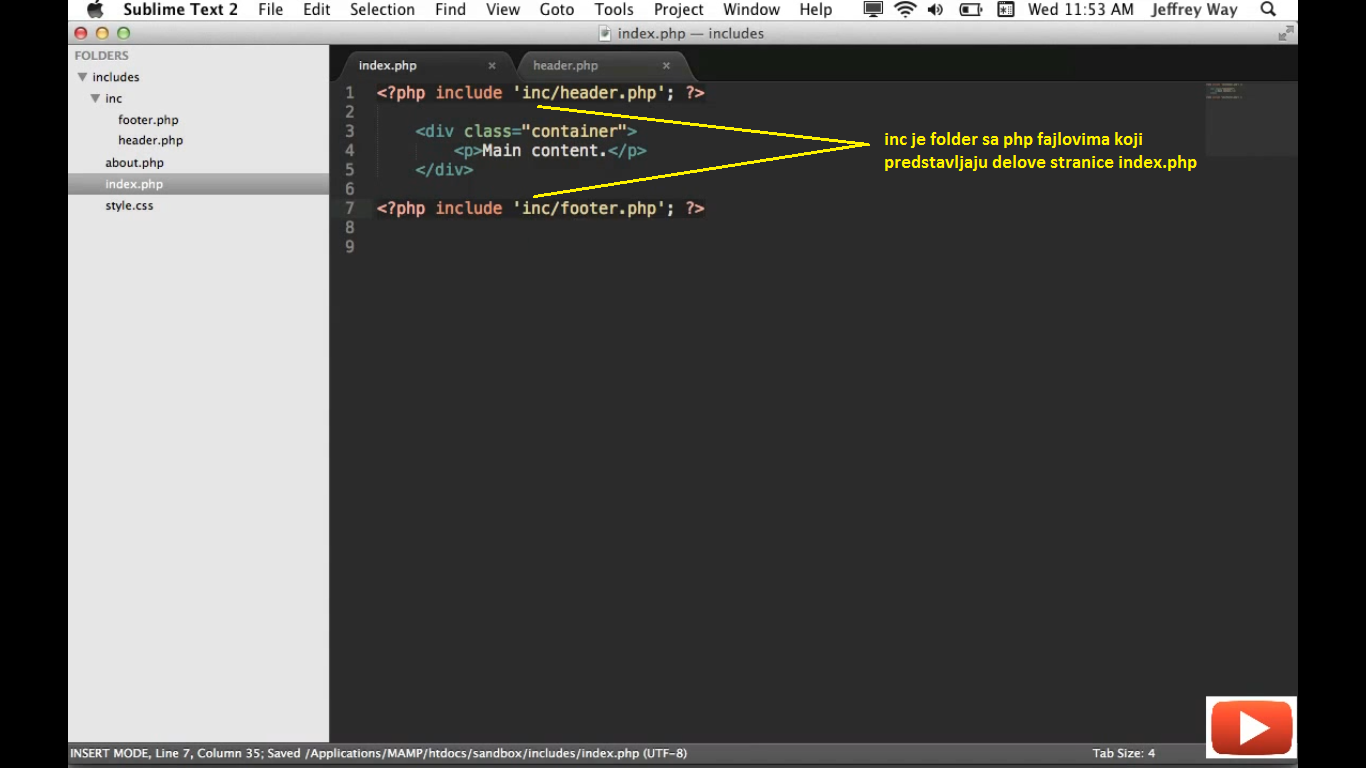 Sublime Text 2 File Edit Selection Find View Goto Tools Project Window Help Wed 11:53 AM Jeffrey Way
index.php — includes
FOLDERS
includes
inc
footer.php
header.php
about.php
index.php
style.css
index.php × header.php ×
1 <?php include 'inc/header.php'; ?>
2
3 <div class="container">
4 <p>Main content.</p>
5 </div>
6
7 <?php include 'inc/footer.php'; ?>
8
9
inc je folder sa php fajlovima koji
predstavljaju delove stranice index.php
INSERT MODE, Line 7, Column 35; Saved /Applications/MAMP/htdocs/sandbox/includes/index.php (UTF-8) Tab Size: 4